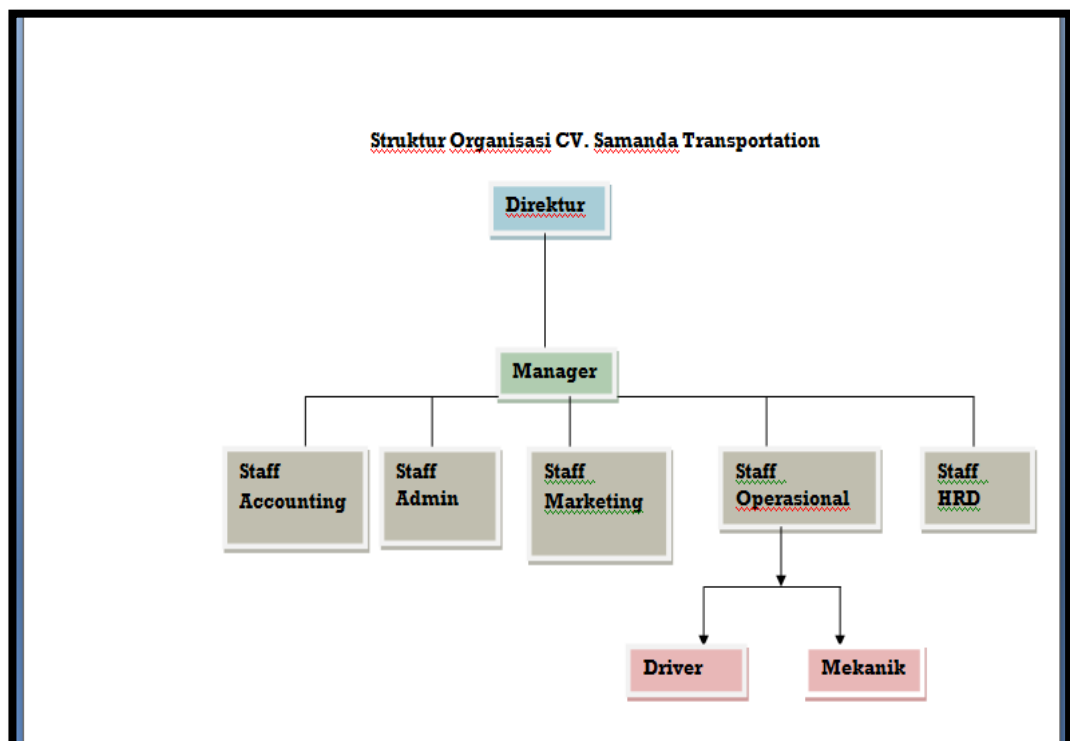 Struktur Organisasi CV. Samanda Transportation
Direktur
Manager
Staff
Accounting
Staff
Admin
Staff
Marketing
Staff
Operasional
Staff
HRD
Driver
Mekanik